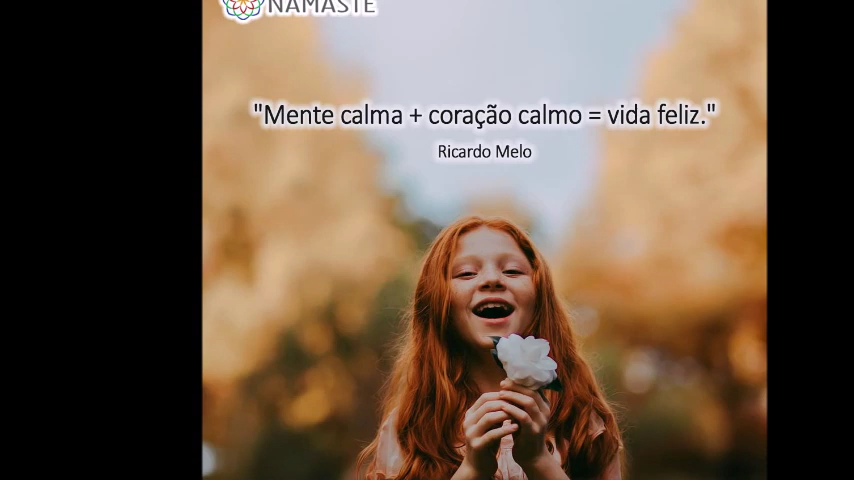 NAMASTE
"Mente calma + coração calmo = vida feliz."
Ricardo Melo